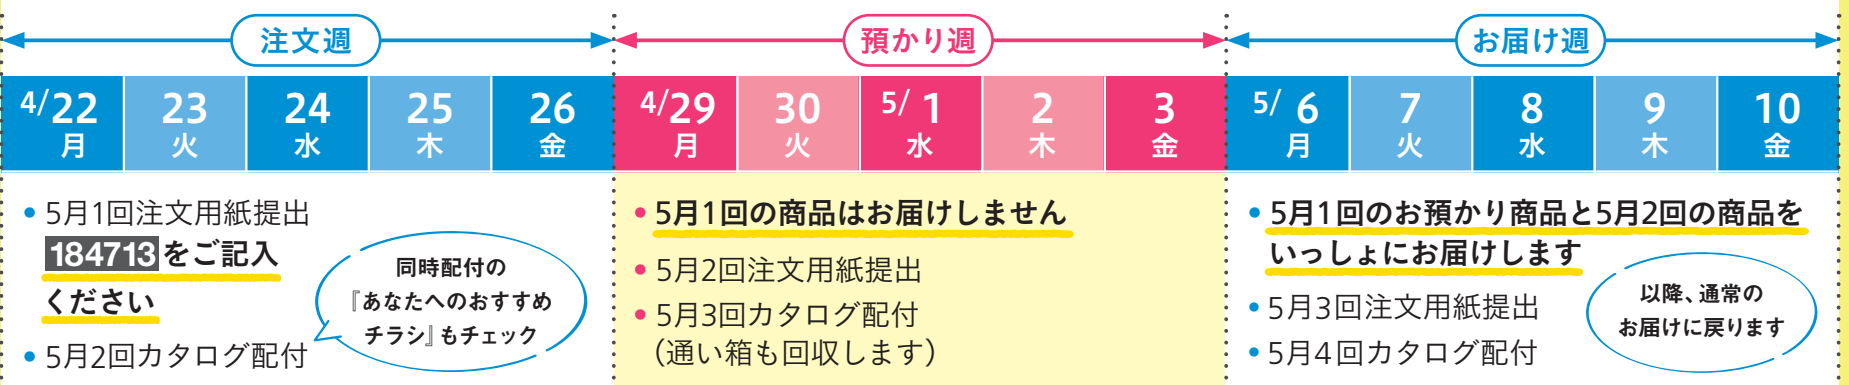 注文週
預かり週
お届け週
4/22 23 24 25 26 4/29 30 5/1 2 3 5/6 7 8 9 10
月 火 水 木 金 月 火 水 木 金 月 火 水 木 金
• 5月1回注文用紙提出
184713をご記入
ください
• 5月2回カタログ配付
同時配付の
『あなたへのおすすめ
チラシ』もチェック
• 5月1回の商品はお届けしません
• 5月2回注文用紙提出
• 5月3回カタログ配付
（通い箱も回収します）
• 5月1回のお預かり商品と5月2回の商品を
いっしょにお届けします
• 5月3回注文用紙提出
• 5月4回カタログ配付
以降、通常の
お届けに戻ります